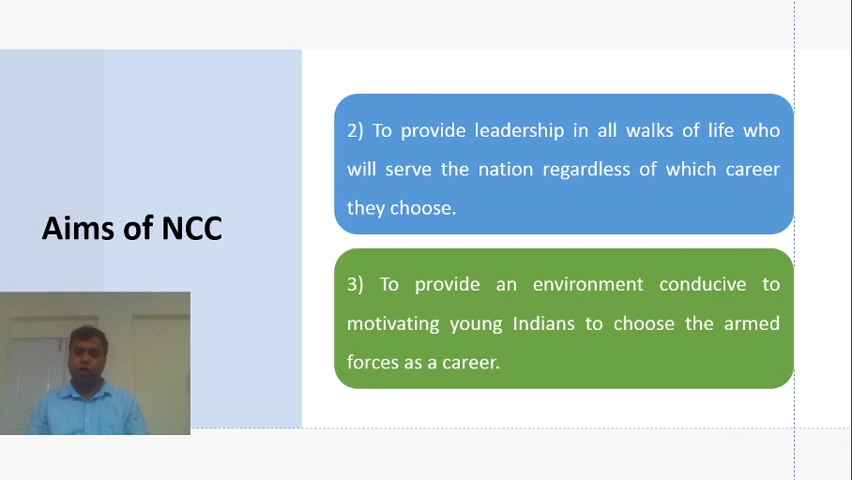 Aims of NCC
2) To provide leadership in all walks of life who
will serve the nation regardless of which career
they choose.
3) To provide an environment conducive to
motivating young Indians to choose the armed
forces as a career.